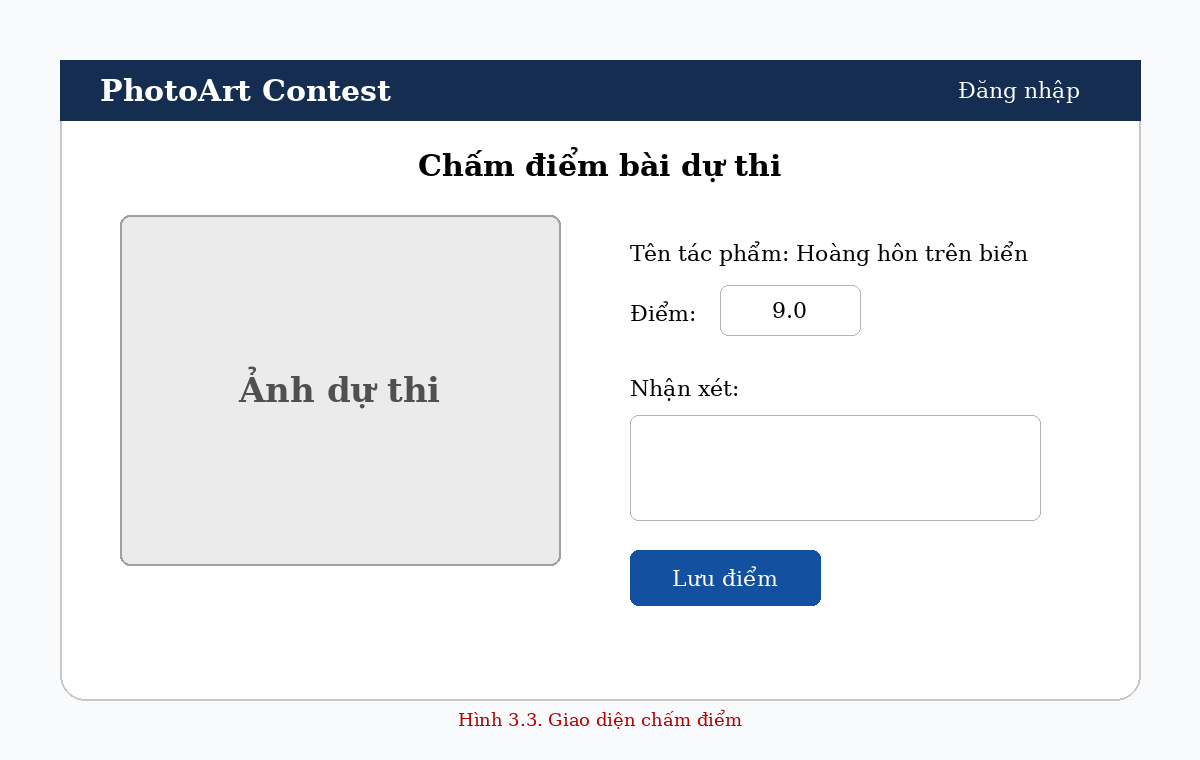 PhotoArt Contest
Đăng nhập
Chấm điểm bài dự thi
Ảnh dự thi
Tên tác phẩm: Hoàng hôn trên biển
Điểm: 9.0
Nhận xét:
Lưu điểm
Hình 3.3. Giao diện chấm điểm